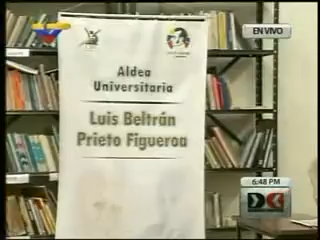 EN VIVO
Aldea
Universitaria
Luis Beltrán
Prieto Figueroa
6:48 PM